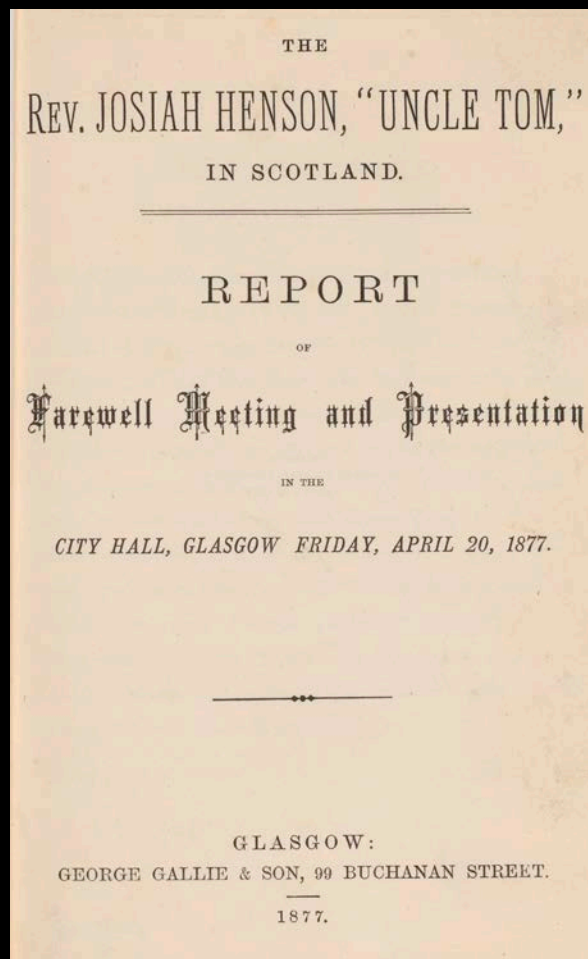 THE
REV. JOSIAH HENSON, "UNCLE TOM,"
IN SCOTLAND.
REPORT
OF
Farewell Meeting and Presentation
IN THE
CITY HALL, GLASGOW FRIDAY, APRIL 20, 1877.
GLASGOW:
GEORGE GALLIE & SON, 99 BUCHANAN STREET.
1877.